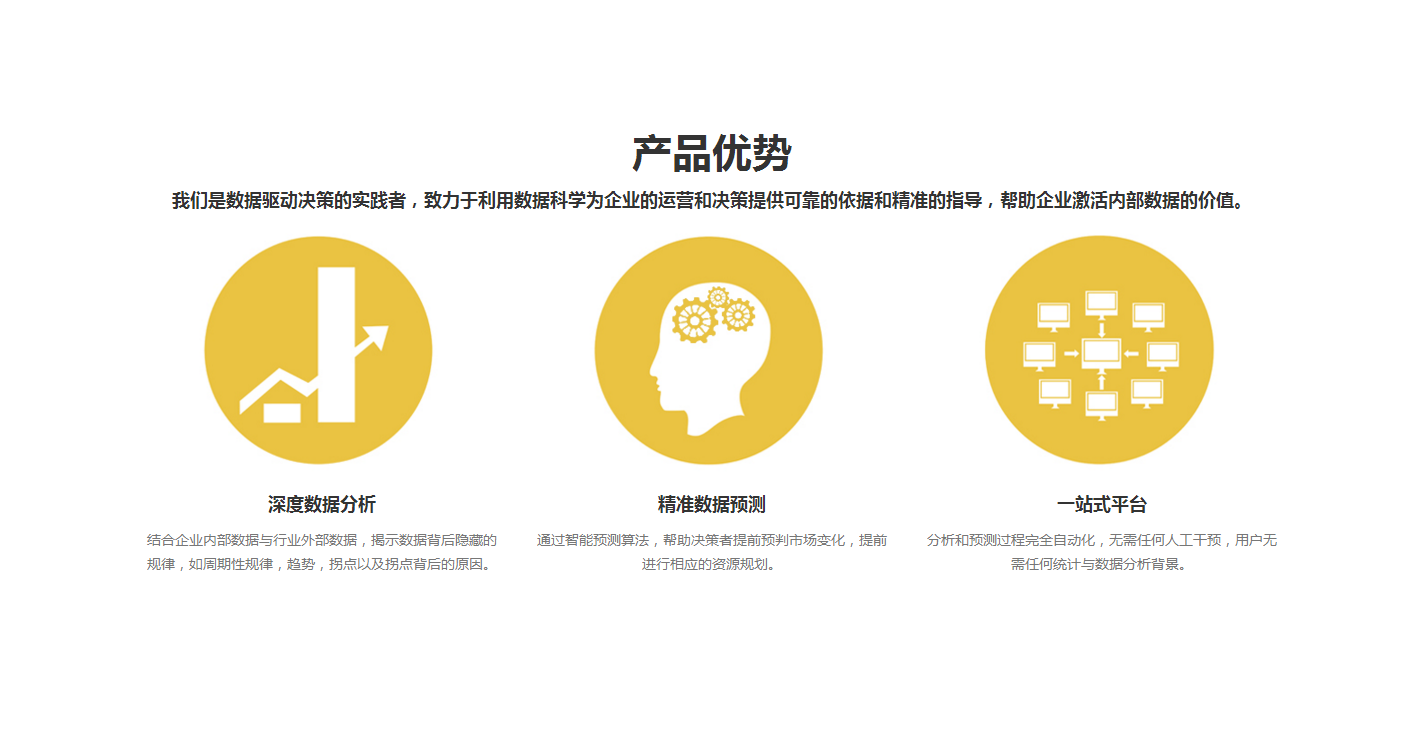 产品优势
我们是数据驱动决策的实践者，致力于利用数据科学为企业的运营和决策提供可靠的依据和精准的指导，帮助企业激活内部数据的价值。
深度数据分析
结合企业内部数据与行业外部数据，揭示数据背后隐藏的
规律，如周期性规律，趋势，拐点以及拐点背后的原因。
精准数据预测
通过智能预测算法，帮助决策者提前预判市场变化，提前
进行相应的资源规划。
一站式平台
分析和预测过程完全自动化，无需任何人工干预，用户无
需任何统计与数据分析背景。